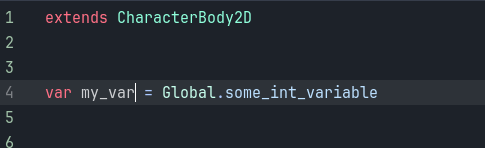 1 extends CharacterBody2D
2
3
4 var my_var = Global.some_int_variable
5
6